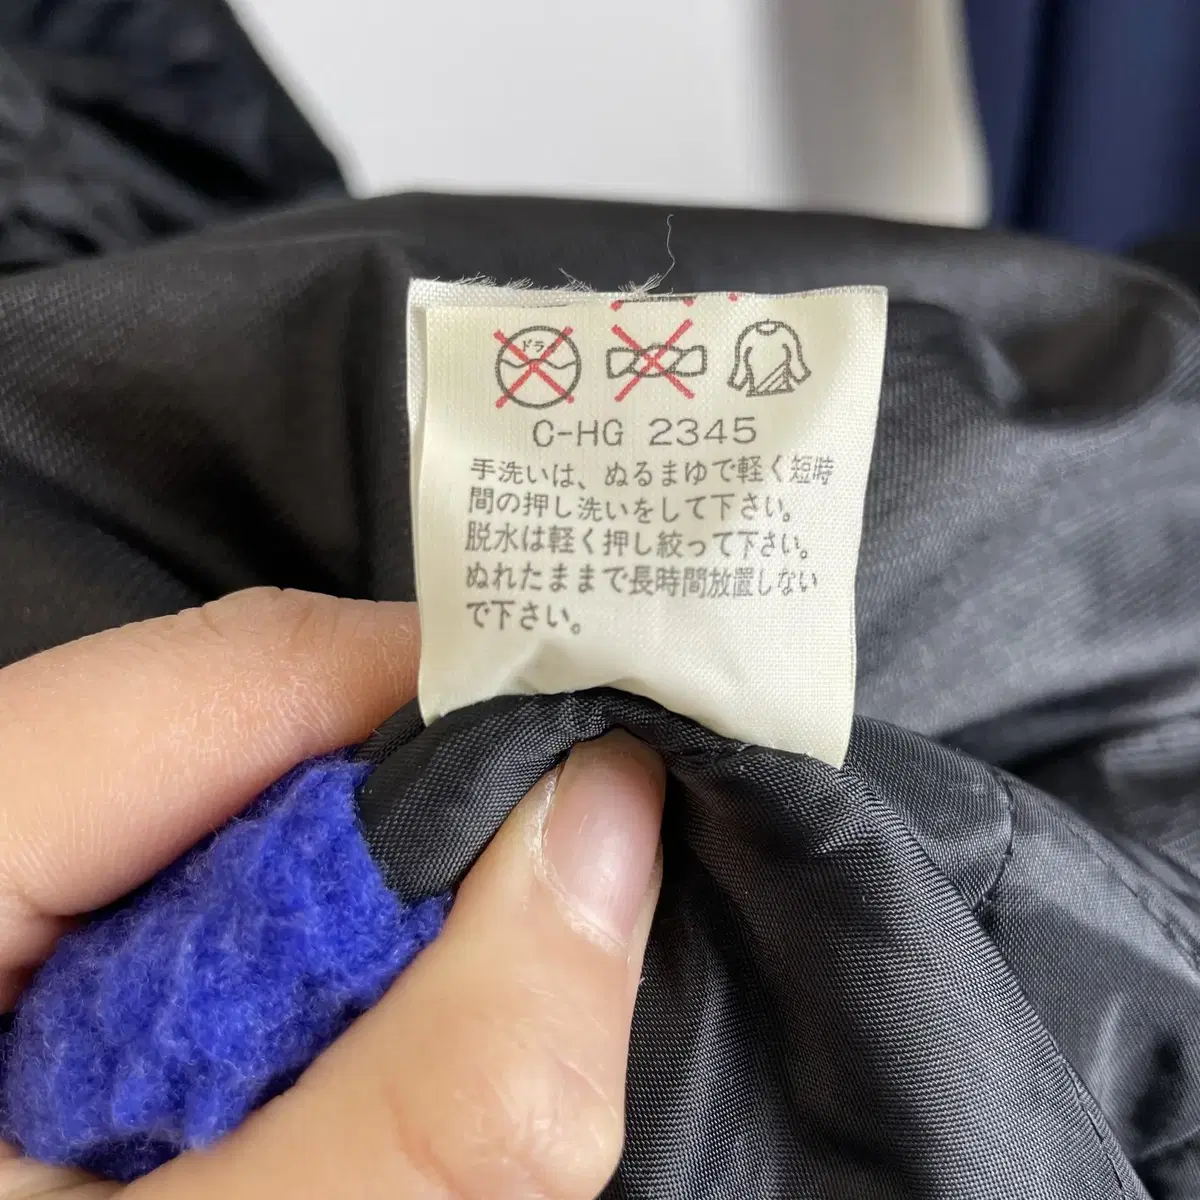 ドライ
C-HG 2345
手洗いは、ぬるまゆで軽く短時
間の押し洗いをして下さい。
脱水は軽く押し絞って下さい。
ぬれたままで長時間放置しない
で下さい。